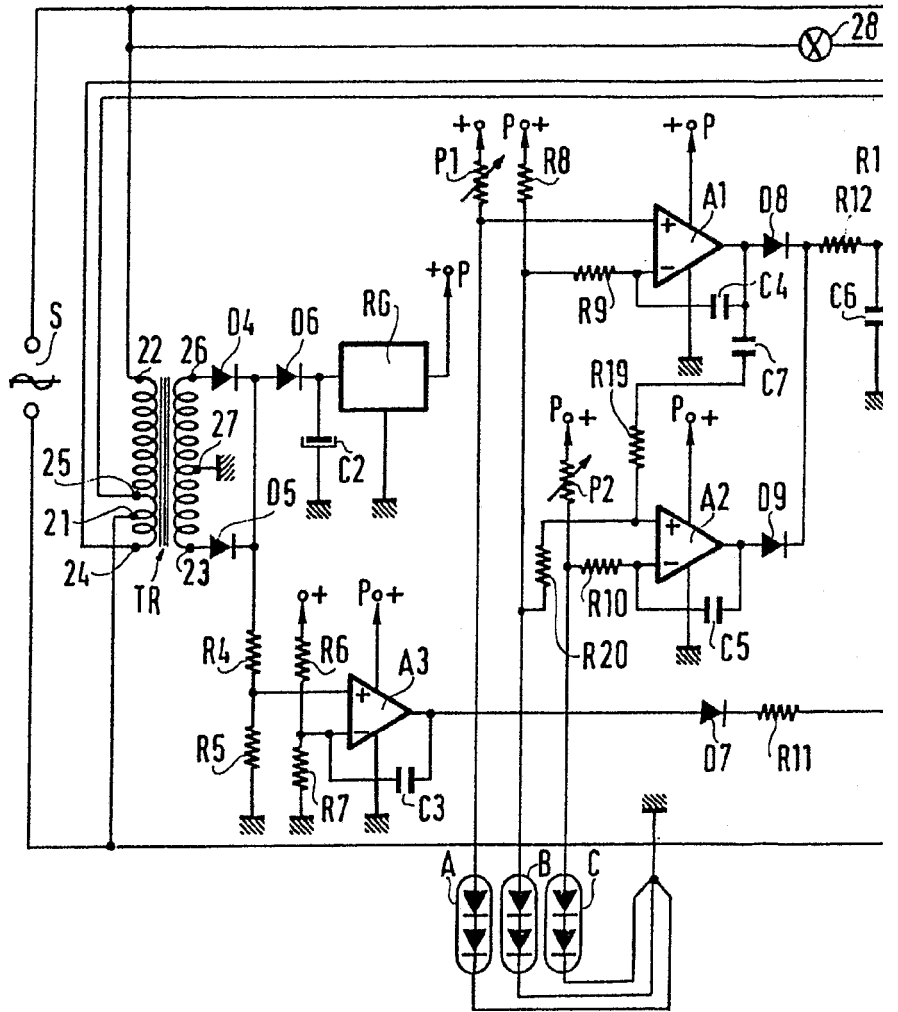 28
+ P +
+ P
P1
R8
R1
A1
D8
R12
+
−
+ P
R9
C4
C6
S
D4
D6
RG
22
26
R19
C7
P +
P +
27
C2
P2
25
A2
D9
21
D5
+
−
24
23
TR
R10
+
P +
C5
R20
R4
R6
A3
+
−
R5
D7
R11
R7
C3
A
B
C